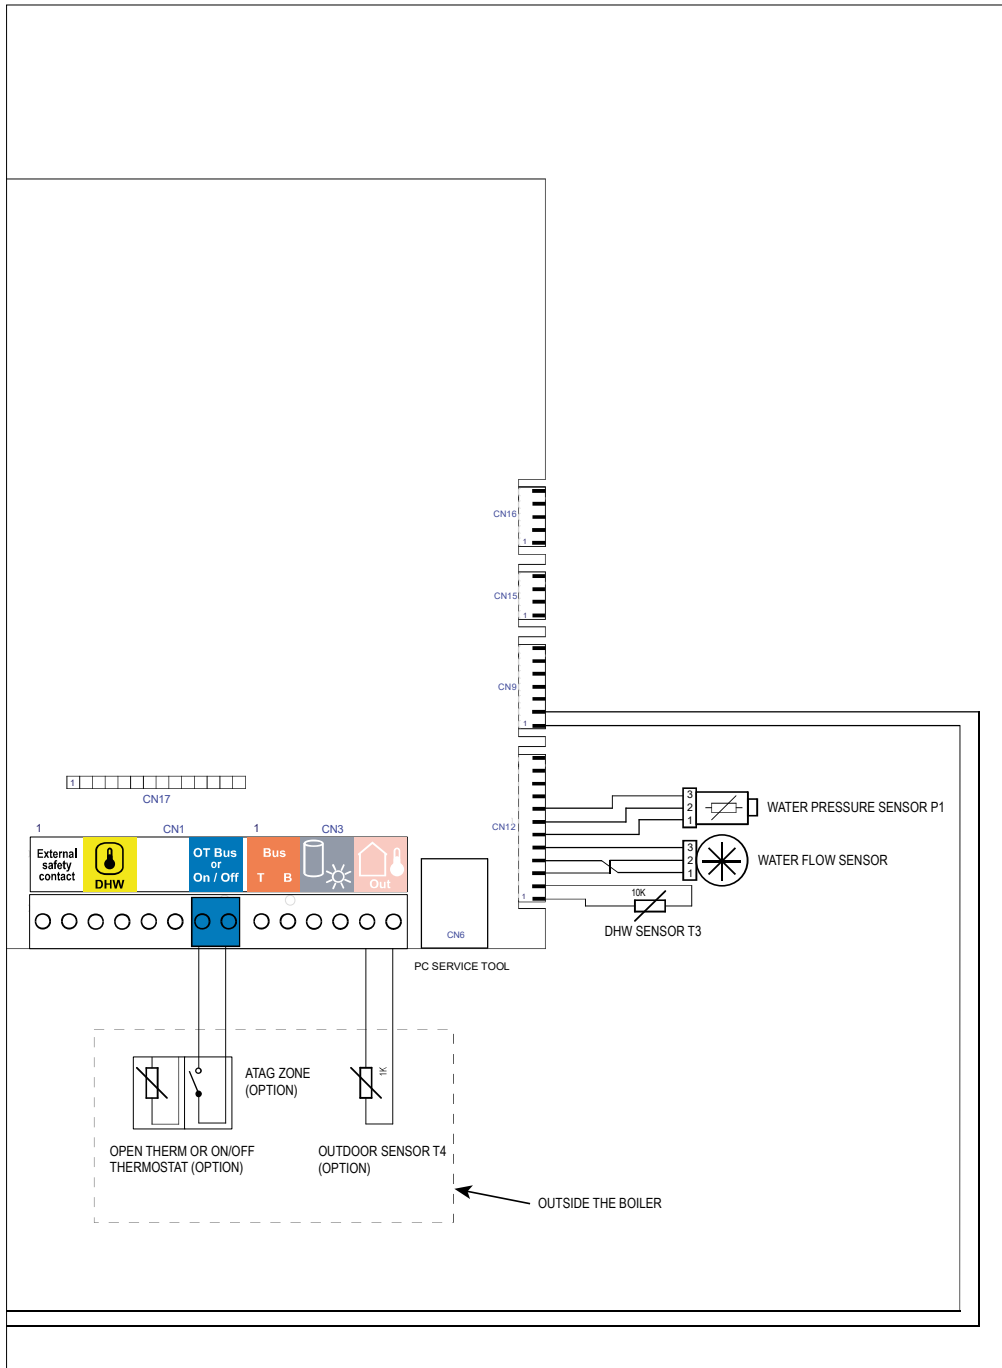 CN16
1
CN15
1
CN9
1
1
CN17
3
2
1
WATER PRESSURE SENSOR P1
CN12
1
CN1
1
CN3
External
safety
contact
DHW
OT Bus
or
On / Off
Bus
T B
Out
3
2
1
WATER FLOW SENSOR
1
10K
DHW SENSOR T3
CN6
PC SERVICE TOOL
ATAG ZONE
(OPTION)
1K
OPEN THERM OR ON/OFF
THERMOSTAT (OPTION)
OUTDOOR SENSOR T4
(OPTION)
OUTSIDE THE BOILER